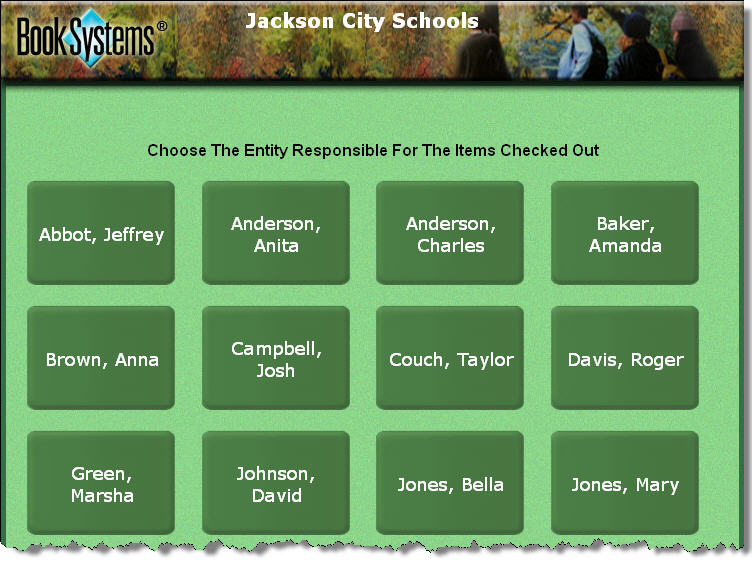 Jackson City Schools
BookSystems®
Choose The Entity Responsible For The Items Checked Out
Abbot, Jeffrey
Anderson,
Anita
Anderson,
Charles
Baker,
Amanda
Brown, Anna
Campbell,
Josh
Couch, Taylor
Davis, Roger
Green,
Marsha
Johnson,
David
Jones, Bella
Jones, Mary